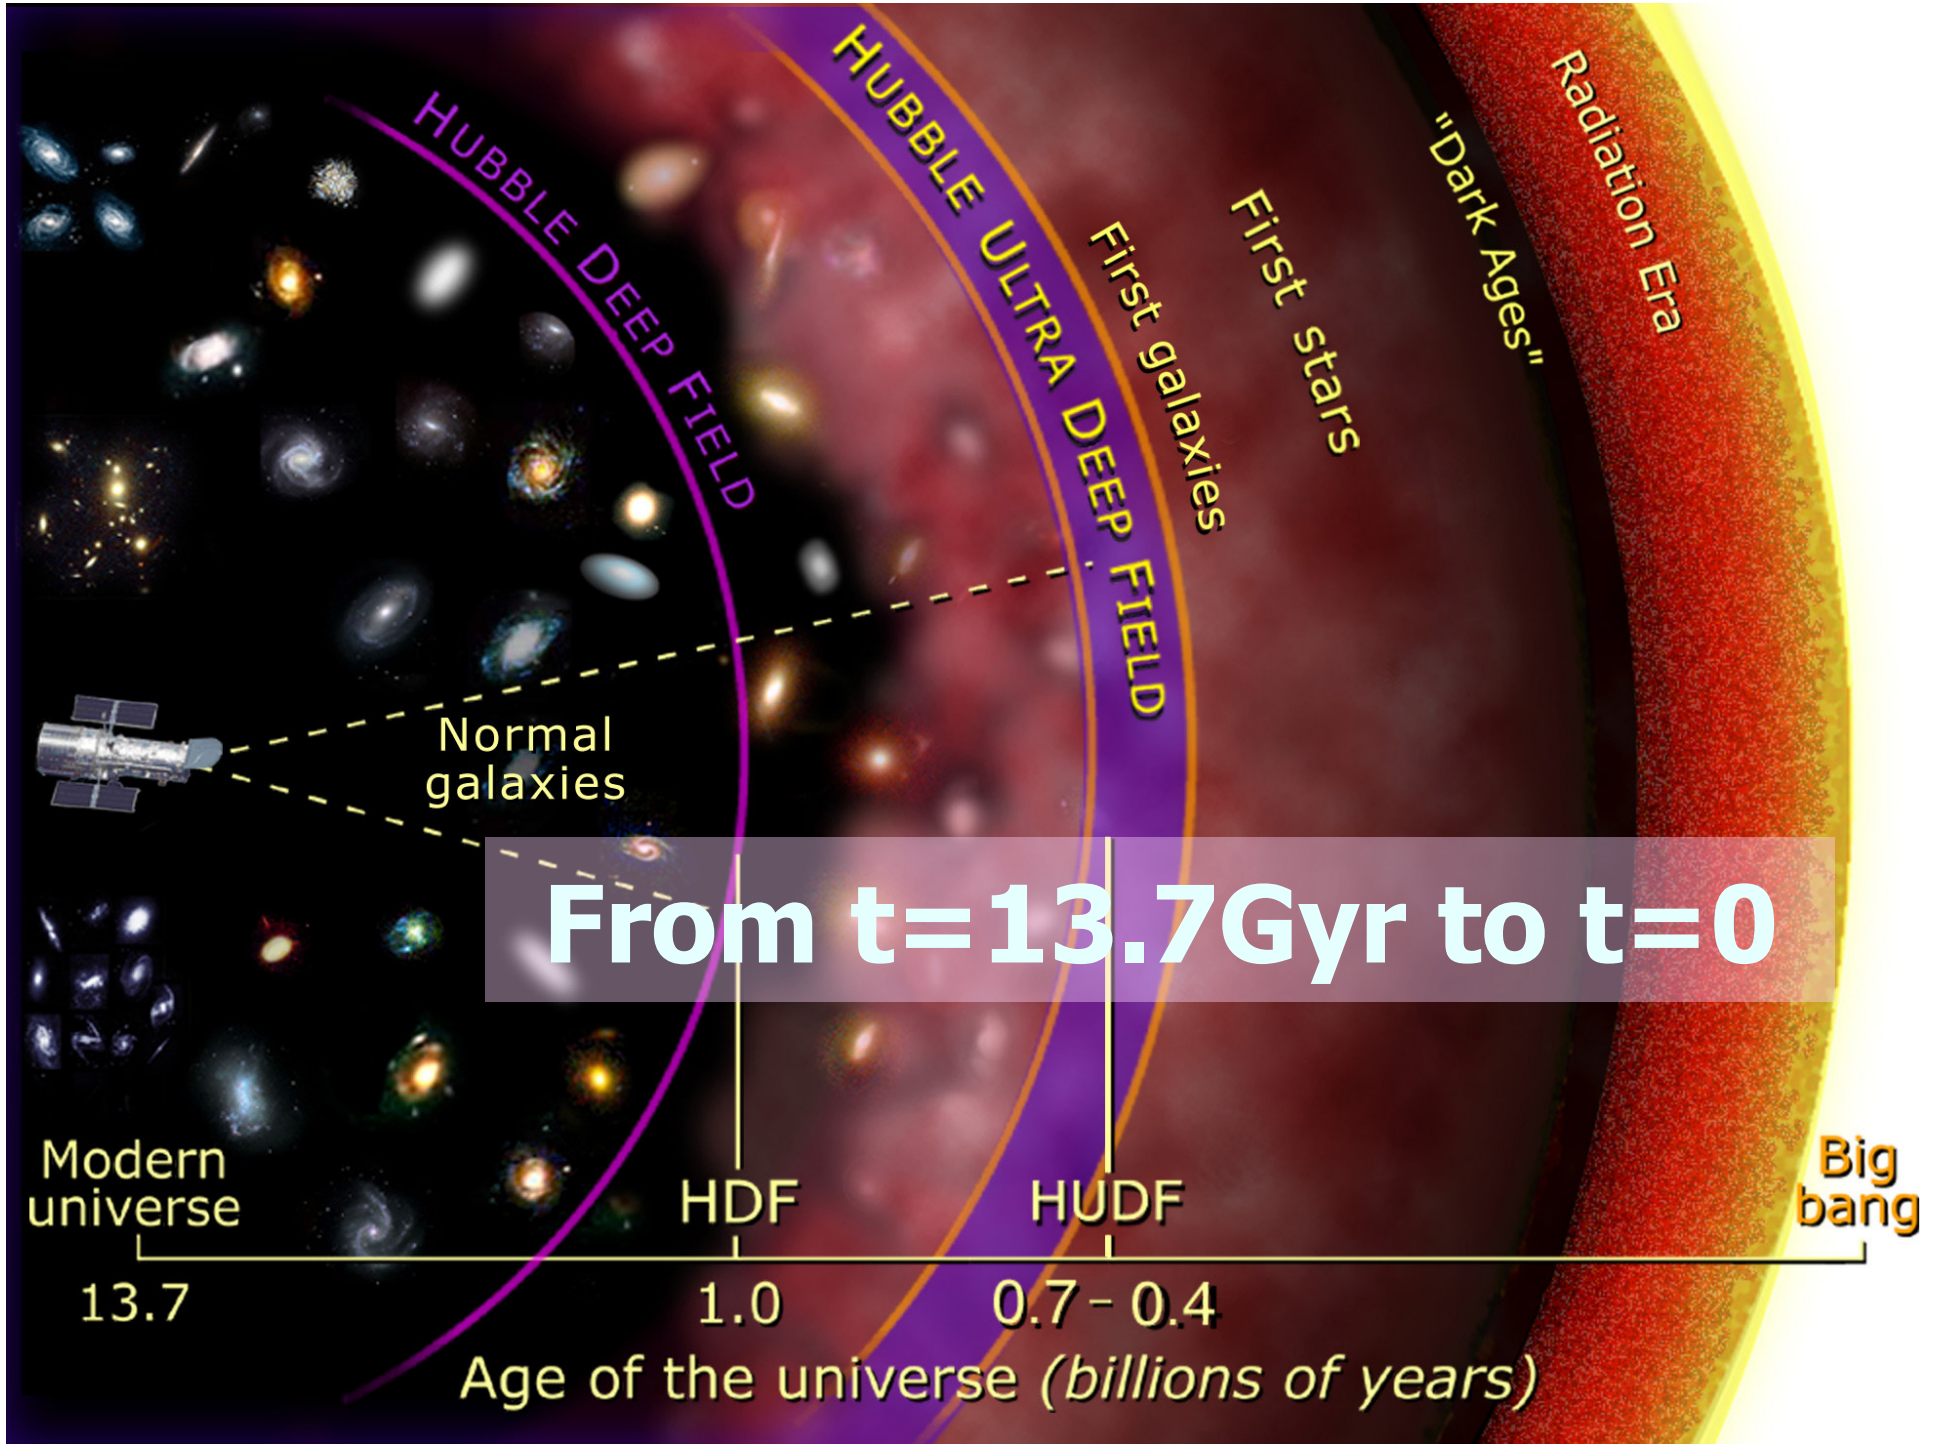 HUBBLE DEEP FIELD
HUBBLE ULTRA DEEP FIELD
First galaxies
First stars
"Dark Ages"
Radiation Era
Normal
galaxies
From t=13.7Gyr to t=0
Modern
universe
HDF
HUDF
Big
bang
13.7
1.0
0.7 - 0.4
Age of the universe (billions of years)